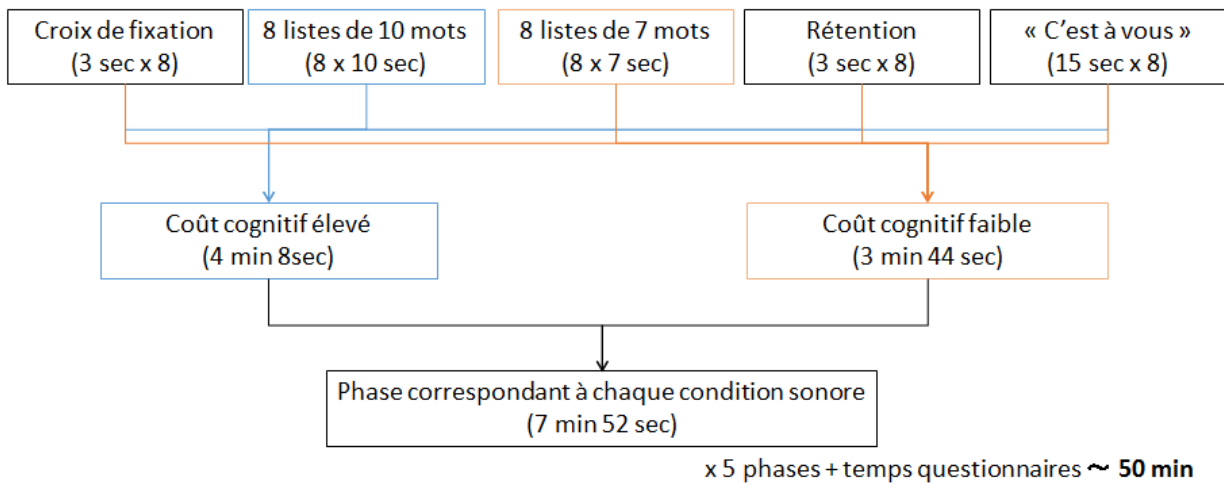 Croix de fixation
(3 sec x 8)
8 listes de 10 mots
(8 x 10 sec)
8 listes de 7 mots
(8 x 7 sec)
Rétention
(3 sec x 8)
« C’est à vous »
(15 sec x 8)
Coût cognitif élevé
(4 min 8sec)
Coût cognitif faible
(3 min 44 sec)
Phase correspondant à chaque condition sonore
(7 min 52 sec)
x 5 phases + temps questionnaires ~ 50 min